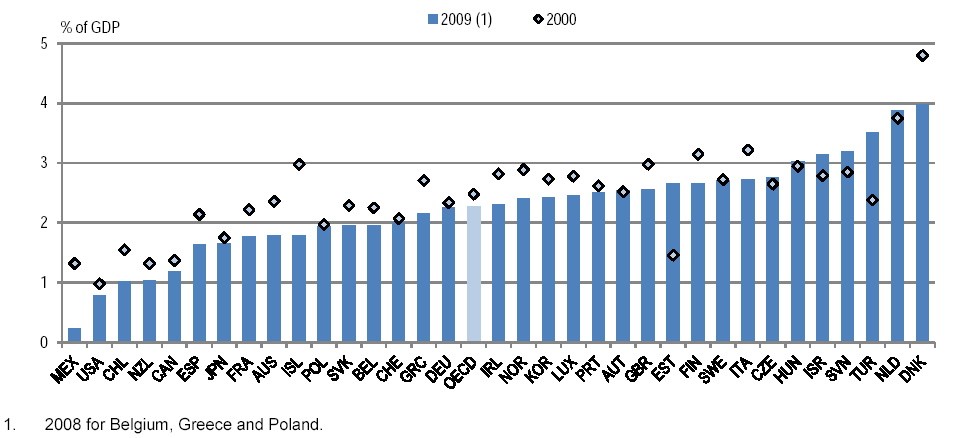 2009 (1) 2000
% of GDP
5
4
3
2
1
0
MEX USA CHL NZL CAN ESP JPN FRA AUS ISL POL SVK BEL CHE GRC DEU OECD IRL NOR KOR LUX PRT AUT GBR EST FIN SWE ITA CZE HUN ISR SVN TUR NLD DNK
1. 2008 for Belgium, Greece and Poland.